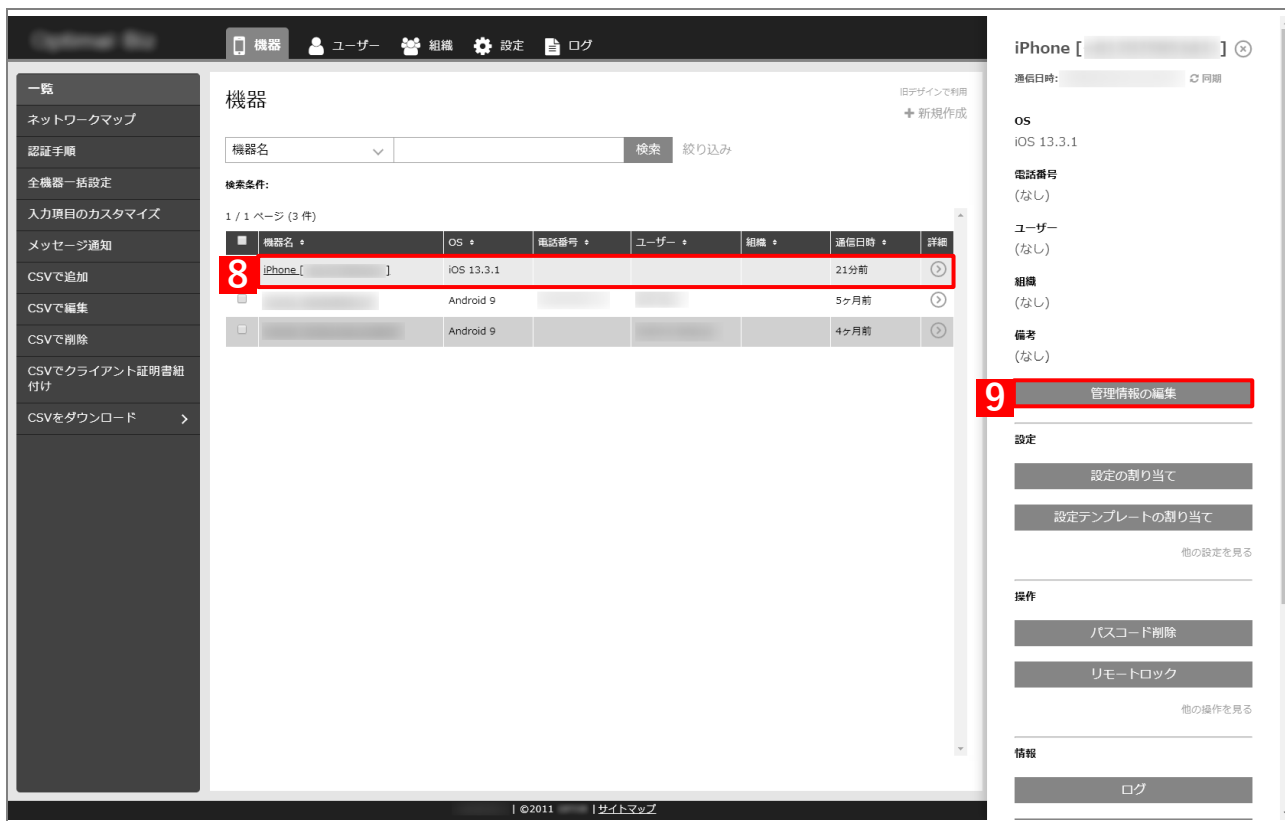 機器 ユーザー 組織 設定 ログ
一覧
ネットワークマップ
認証手順
全機器一括設定
入力項目のカスタマイズ
メッセージ通知
CSVで追加
CSVで編集
CSVで削除
CSVでクライアント証明書紐
付け
CSVをダウンロード
機器
旧デザインで利用
新規作成
機器名 検索 絞り込み
検索条件:
1 / 1 ページ (3 件)
機器名 OS 電話番号 ユーザー 組織 通信日時 詳細
8 iPhone [ ] iOS 13.3.1 21分前
Android 9 5ヶ月前
Android 9 4ヶ月前
| ©2011 | サイトマップ
iPhone [ ]
通信日時: 同期
OS
iOS 13.3.1
電話番号
(なし)
ユーザー
(なし)
組織
(なし)
備考
(なし)
9 管理情報の編集
設定
設定の割り当て
設定テンプレートの割り当て
他の設定を見る
操作
パスコード削除
リモートロック
他の操作を見る
情報
ログ